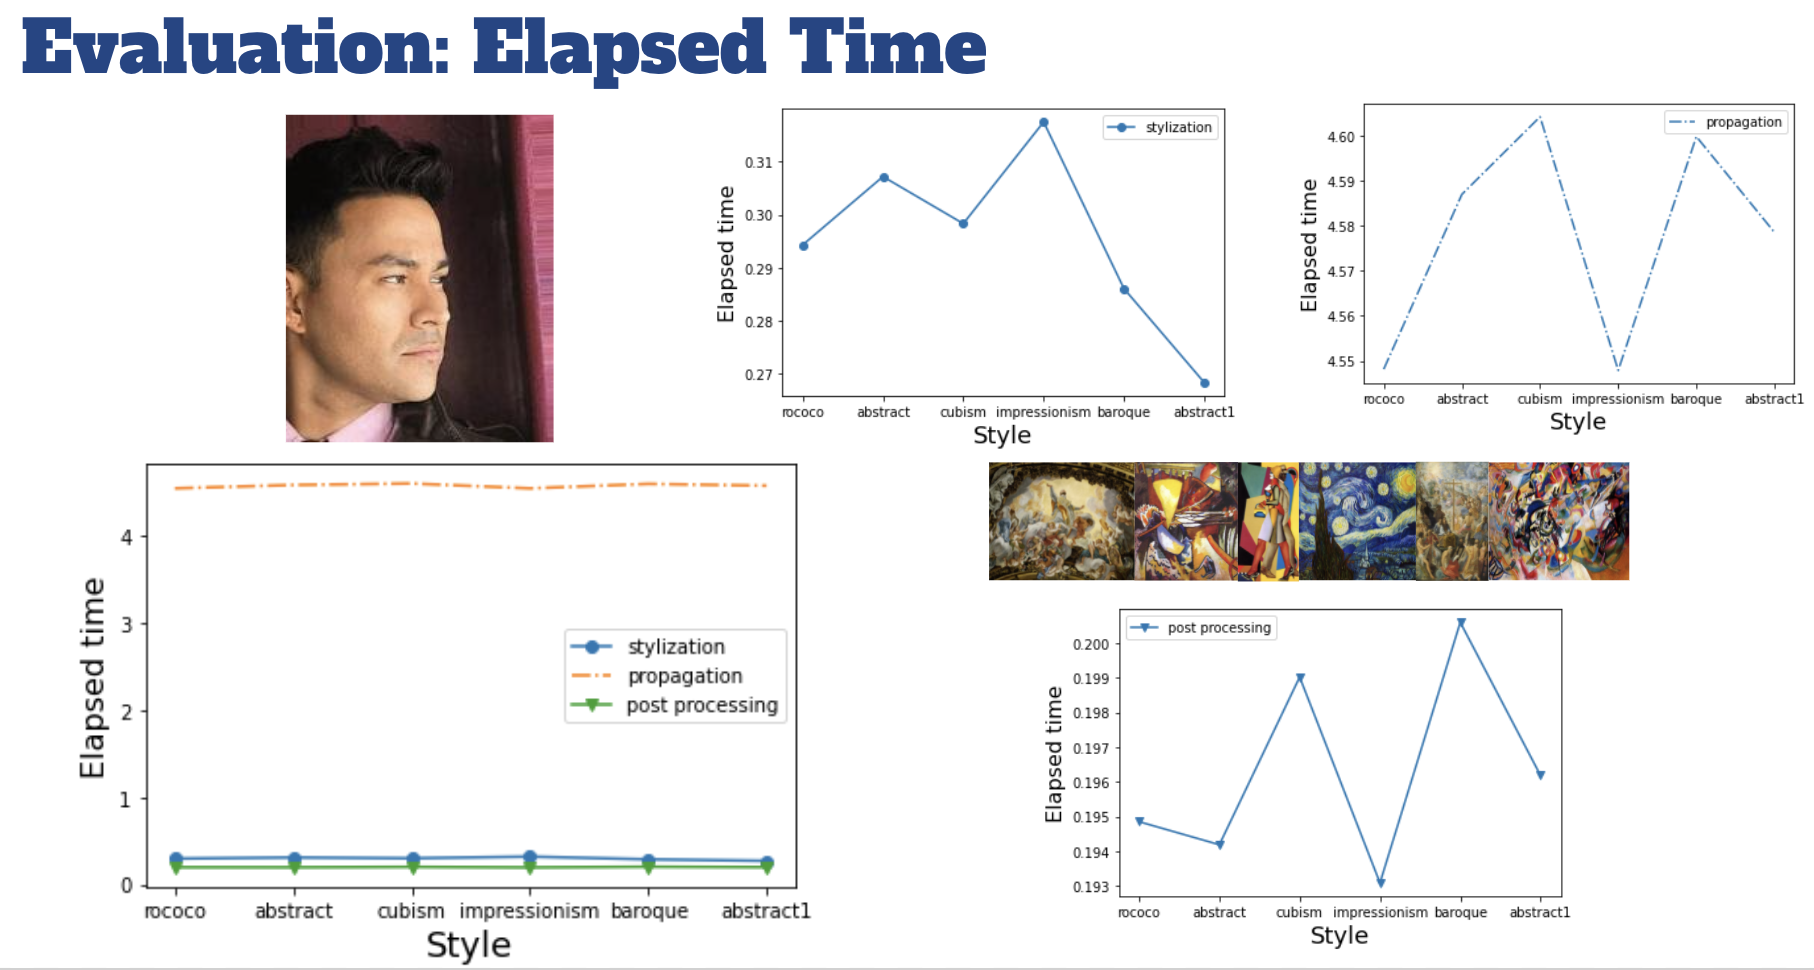 Evaluation: Elapsed Time
stylization
0.31
0.30
0.29
0.28
0.27
Elapsed time
rococo abstract cubism impressionism baroque abstract1
Style
propagation
4.60
4.59
4.58
4.57
4.56
4.55
Elapsed time
rococo abstract cubism impressionism baroque abstract1
Style
4
3
2
1
0
Elapsed time
stylization
propagation
post processing
rococo abstract cubism impressionism baroque abstract1
Style
post processing
0.200
0.199
0.198
0.197
0.196
0.195
0.194
0.193
Elapsed time
rococo abstract cubism impressionism baroque abstract1
Style